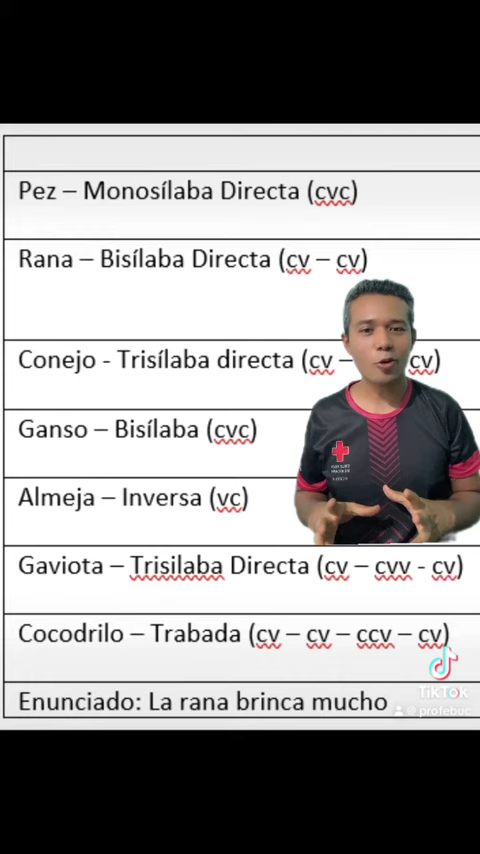 Pez – Monosílaba Directa (cvc)
Rana – Bisílaba Directa (cv – cv)
Conejo - Trisílaba directa (cv – cv)
Ganso – Bisílaba (cvc)
Almeja – Inversa (vc)
Gaviota – Trisilaba Directa (cv – cvv - cv)
Cocodrilo – Trabada (cv – cv – ccv – cv)
Enunciado: La rana brinca mucho
TikTok
@profebuc